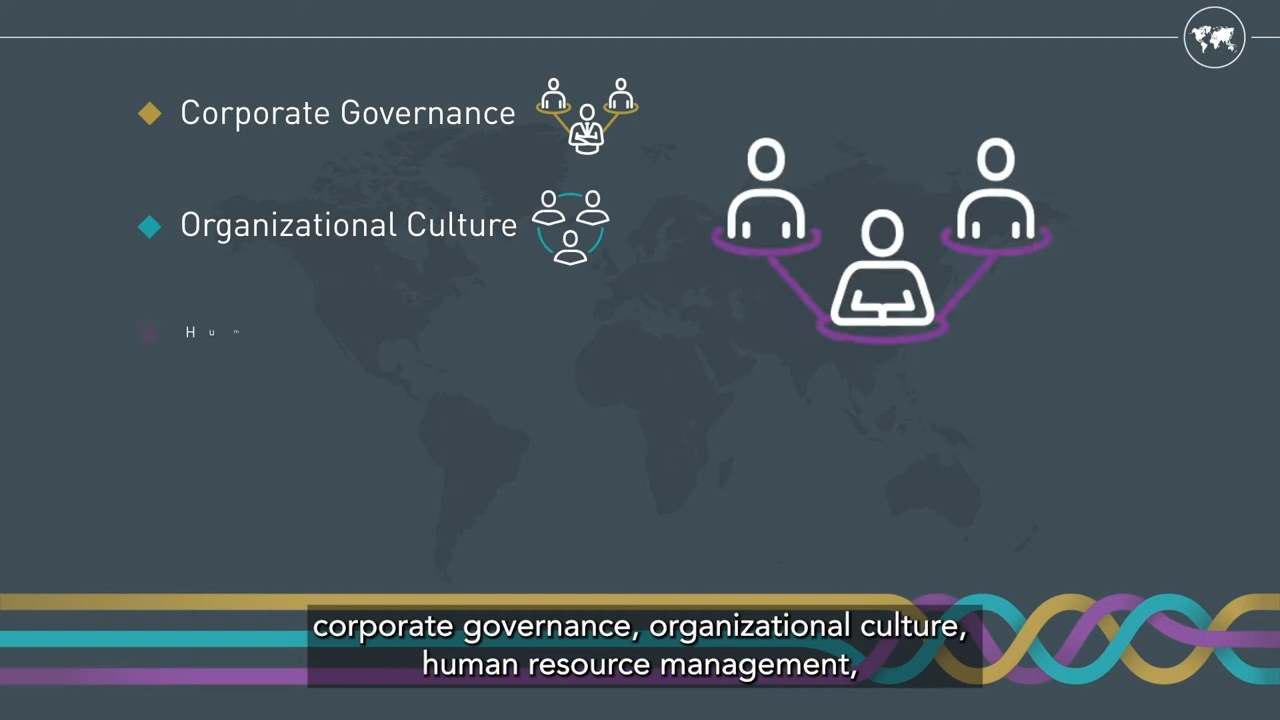 Corporate Governance
Organizational Culture
H u m
corporate governance, organizational culture,
human resource management,